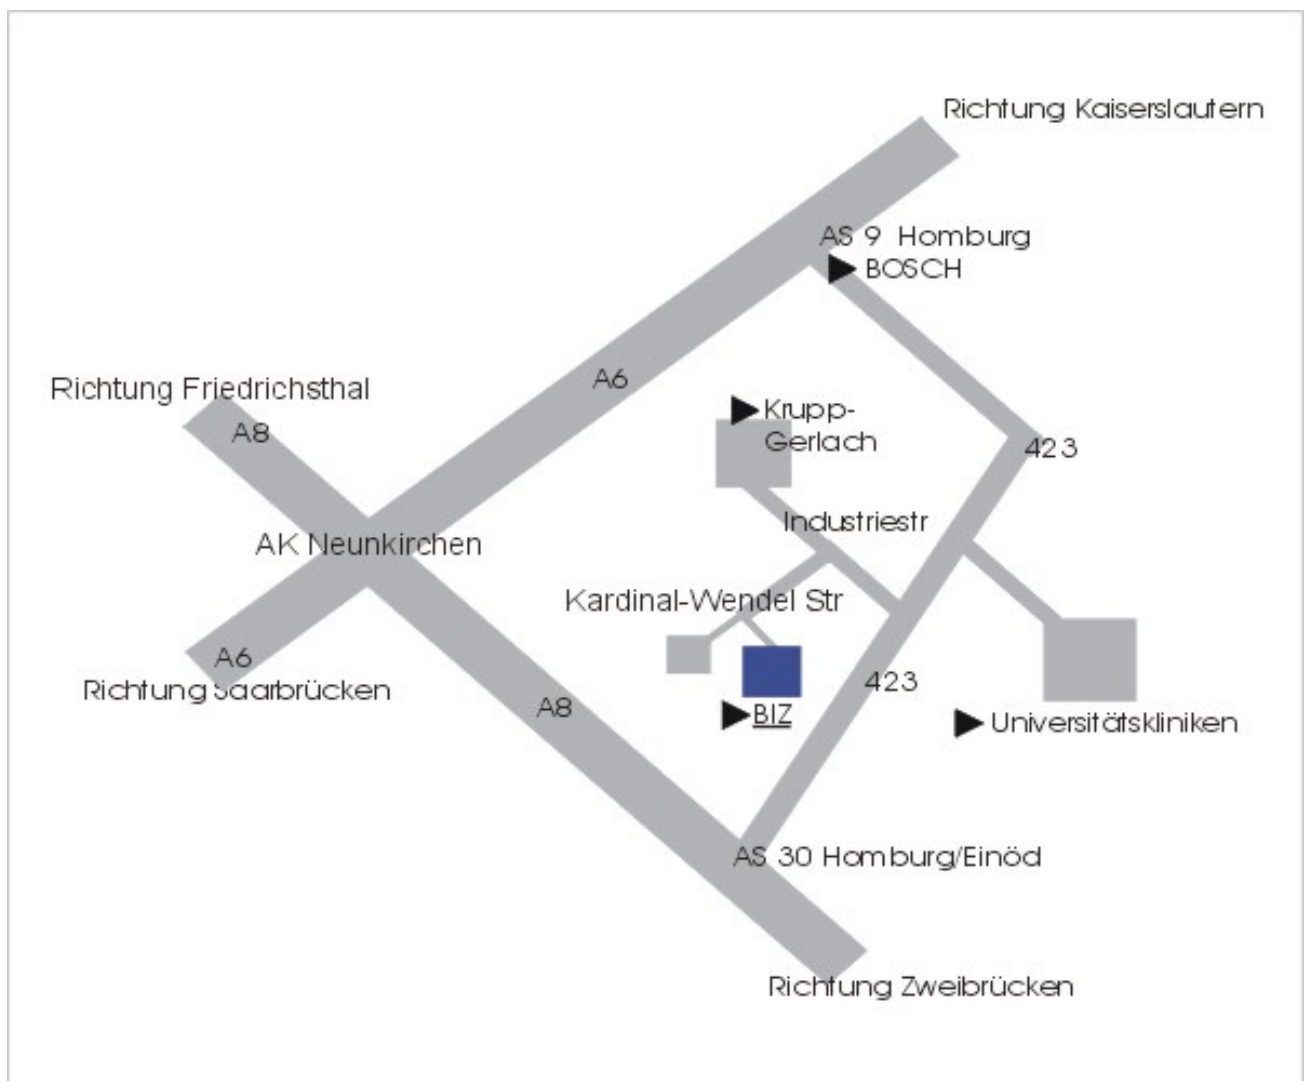 Richtung Kaiserslautern
AS 9 Homburg
BOSCH
A6
Richtung Friedrichsthal
A8
Krupp-
Gerlach
423
Industriestr
AK Neunkirchen
Kardinal-Wendel Str
A6
Richtung Saarbrücken
423
A8
BIZ
Universitätskliniken
AS 30 Homburg/Einöd
Richtung Zweibrücken